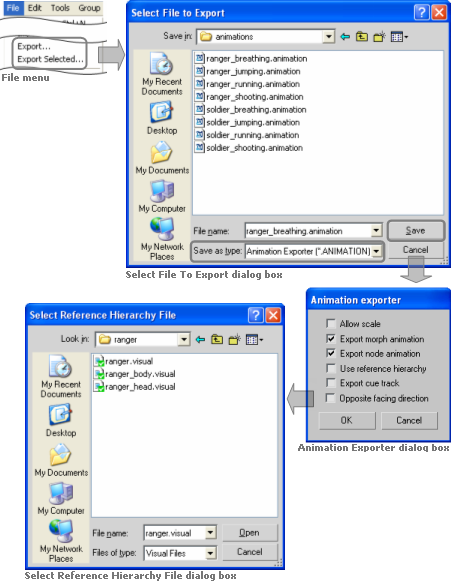 File Edit Tools Group
Export...
Export Selected...
File menu
Select File to Export
Save in: animations
My Recent Documents
Desktop
My Documents
My Computer
My Network Places
ranger_breathing.animation
ranger_jumping.animation
ranger_running.animation
ranger_shooting.animation
soldier_breathing.animation
soldier_jumping.animation
soldier_running.animation
soldier_shooting.animation
File name: ranger_breathing.animation Save
Save as type: Animation Exporter (*.ANIMATION) Cancel
Select File To Export dialog box
Animation exporter
Allow scale
Export morph animation
Export node animation
Use reference hierarchy
Export cue track
Opposite facing direction
OK Cancel
Animation Exporter dialog box
Select Reference Hierarchy File
Look in: ranger
My Recent Documents
Desktop
My Documents
My Computer
My Network Places
ranger.visual
ranger_body.visual
ranger_head.visual
File name: ranger.visual Open
Files of type: Visual Files Cancel
Select Reference Hierarchy File dialog box